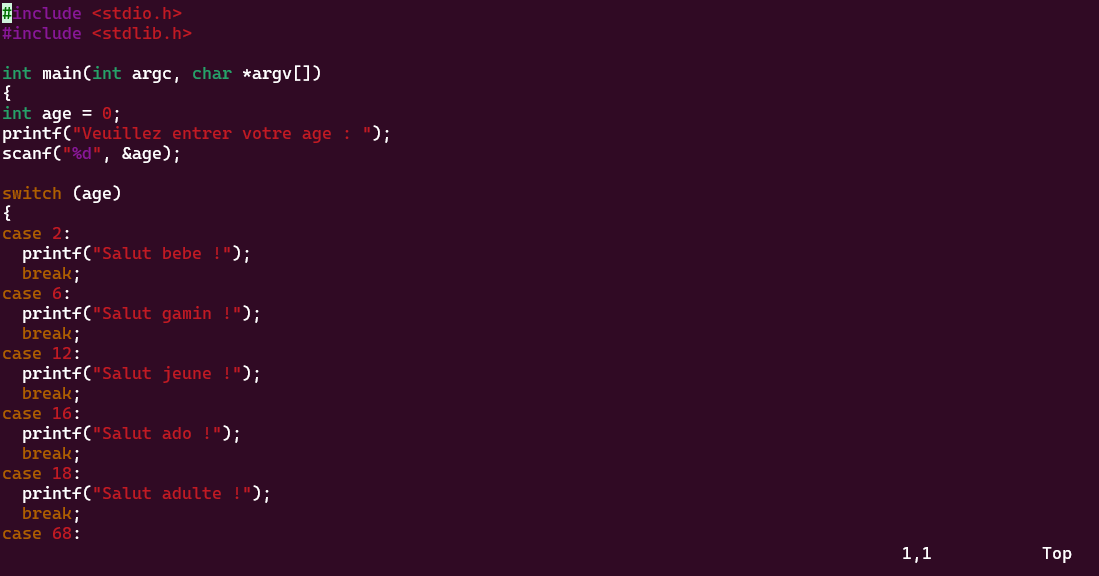 #include <stdio.h>
#include <stdlib.h>

int main(int argc, char *argv[])
{
int age = 0;
printf("Veuillez entrer votre age : ");
scanf("%d", &age);

switch (age)
{
case 2:
  printf("Salut bebe !");
  break;
case 6:
  printf("Salut gamin !");
  break;
case 12:
  printf("Salut jeune !");
  break;
case 16:
  printf("Salut ado !");
  break;
case 18:
  printf("Salut adulte !");
  break;
case 68:
1,1 Top